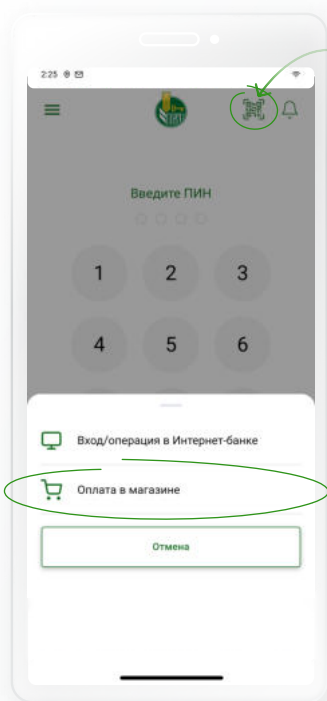 2:25
Введите ПИН
1 2 3
4 5 6
Вход/операция в Интернет-банке
Оплата в магазине
Отмена